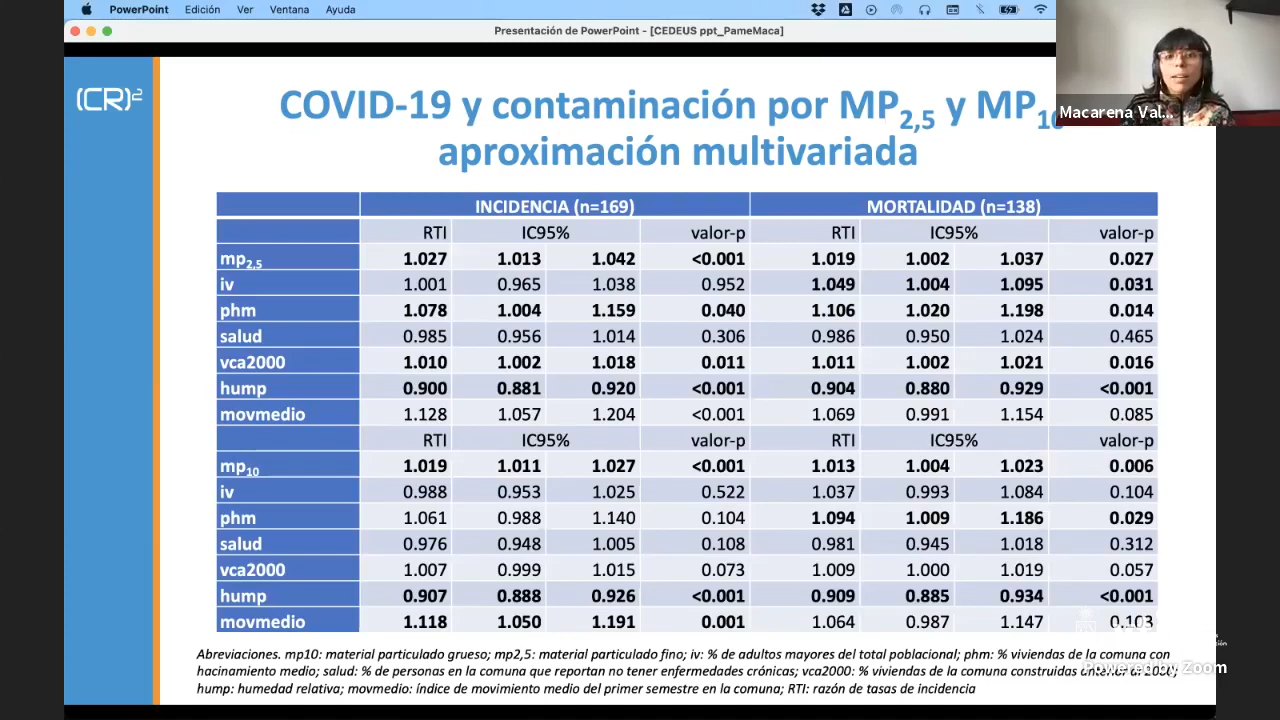 PowerPoint Edición Ver Ventana Ayuda
Presentación de PowerPoint - [CEDEUS ppt_PameMaca]
(CR)2
Macarena Val...
COVID-19 y contaminación por MP2,5 y MP10
aproximación multivariada
INCIDENCIA (n=169) MORTALIDAD (n=138)
RTI IC95% valor-p RTI IC95% valor-p
mp2,5 1.027 1.013 1.042 <0.001 1.019 1.002 1.037 0.027
iv 1.001 0.965 1.038 0.952 1.049 1.004 1.095 0.031
phm 1.078 1.004 1.159 0.040 1.106 1.020 1.198 0.014
salud 0.985 0.956 1.014 0.306 0.986 0.950 1.024 0.465
vca2000 1.010 1.002 1.018 0.011 1.011 1.002 1.021 0.016
hump 0.900 0.881 0.920 <0.001 0.904 0.880 0.929 <0.001
movmedio 1.128 1.057 1.204 <0.001 1.069 0.991 1.154 0.085
RTI IC95% valor-p RTI IC95% valor-p
mp10 1.019 1.011 1.027 <0.001 1.013 1.004 1.023 0.006
iv 0.988 0.953 1.025 0.522 1.037 0.993 1.084 0.104
phm 1.061 0.988 1.140 0.104 1.094 1.009 1.186 0.029
salud 0.976 0.948 1.005 0.108 0.981 0.945 1.018 0.312
vca2000 1.007 0.999 1.015 0.073 1.009 1.000 1.019 0.057
hump 0.907 0.888 0.926 <0.001 0.909 0.885 0.934 <0.001
movmedio 1.118 1.050 1.191 0.001 1.064 0.987 1.147 0.103
Abreviaciones. mp10: material particulado grueso; mp2,5: material particulado fino; iv: % de adultos mayores del total poblacional; phm: % viviendas de la comuna con
hacinamiento medio; salud: % de personas en la comuna que reportan no tener enfermedades crónicas; vca2000: % viviendas de la comuna construidas anterior al 2000;
hump: humedad relativa; movmedio: índice de movimiento medio del primer semestre en la comuna; RTI: razón de tasas de incidencia
Powered by Zoom